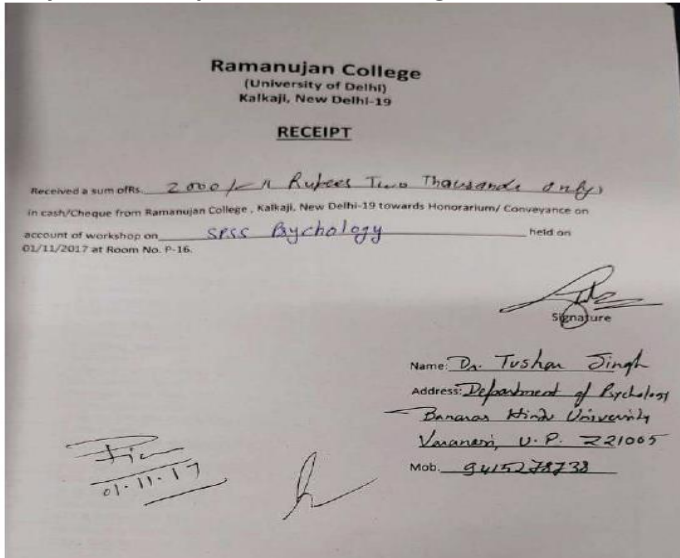 Ramanujan College
(University of Delhi)
Kalkaji, New Delhi-19
RECEIPT
Received a sum ofRs. 2000/- (Rupees Two Thousands only)
in cash/Cheque from Ramanujan College , Kalkaji, New Delhi-19 towards Honorarium/ Conveyance on
account of workshop on SPSS Psychology held on
01/11/2017 at Room No. P-16.
Signature
Name: Dr. Tushar Singh
Address: Department of Psychology
Banaras Hindu University
Varanasi, U.P. 221005
Mob. 9415278738
01.11.17